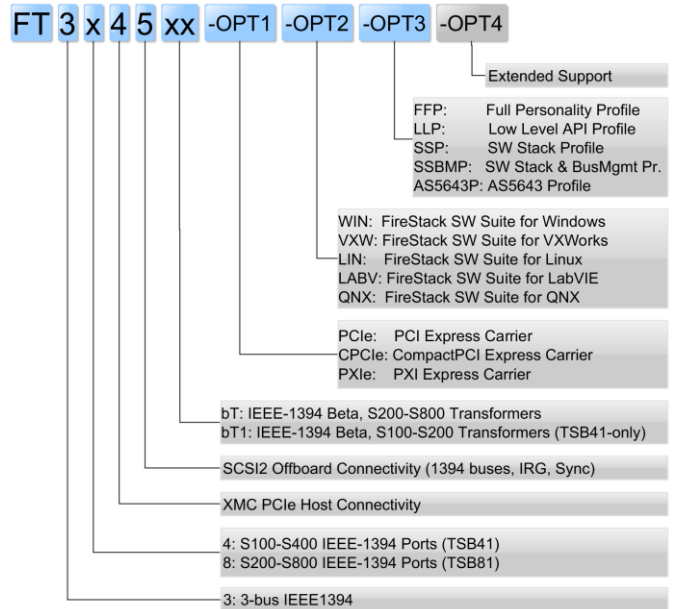 FT 3 x 4 5 xx -OPT1 -OPT2 -OPT3 -OPT4
Extended Support
FFP: Full Personality Profile
LLP: Low Level API Profile
SSP: SW Stack Profile
SSBMP: SW Stack & BusMgmt Pr.
AS5643P: AS5643 Profile
WIN: FireStack SW Suite for Windows
VXW: FireStack SW Suite for VXWorks
LIN: FireStack SW Suite for Linux
LABV: FireStack SW Suite for LabVIE
QNX: FireStack SW Suite for QNX
PCIe: PCI Express Carrier
CPCIe: CompactPCI Express Carrier
PXIe: PXI Express Carrier
bT: IEEE-1394 Beta, S200-S800 Transformers
bT1: IEEE-1394 Beta, S100-S200 Transformers (TSB41-only)
SCSI2 Offboard Connectivity (1394 buses, IRG, Sync)
XMC PCIe Host Connectivity
4: S100-S400 IEEE-1394 Ports (TSB41)
8: S200-S800 IEEE-1394 Ports (TSB81)
3: 3-bus IEEE1394